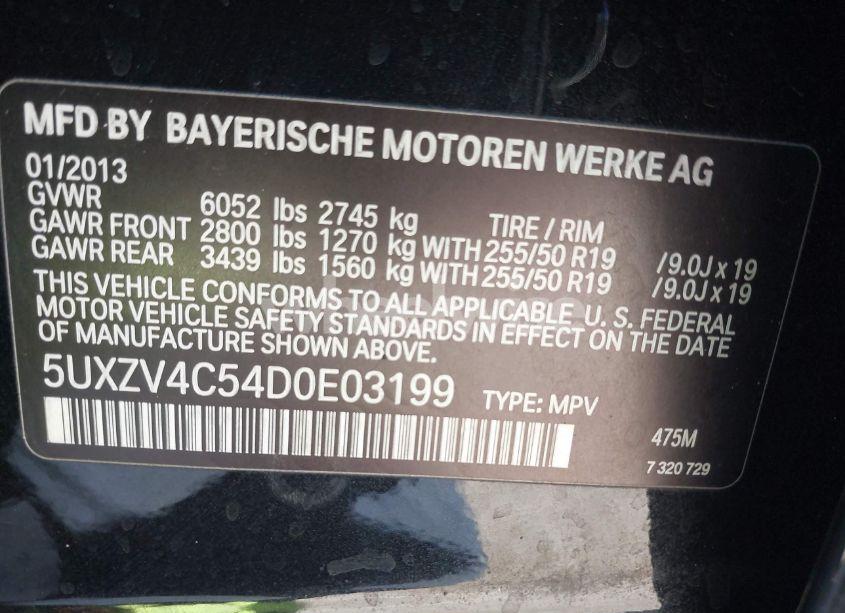 MFD BY BAYERISCHE MOTOREN WERKE AG
01/2013
GVWR 6052 lbs 2745 kg TIRE / RIM
GAWR FRONT 2800 lbs 1270 kg WITH 255/50 R19 /9.0J x 19
GAWR REAR 3439 lbs 1560 kg WITH 255/50 R19 /9.0J x 19
THIS VEHICLE CONFORMS TO ALL APPLICABLE U. S. FEDERAL
MOTOR VEHICLE SAFETY STANDARDS IN EFFECT ON THE DATE
OF MANUFACTURE SHOWN ABOVE.
5UXZV4C54D0E03199 TYPE: MPV
475M
7 320 729